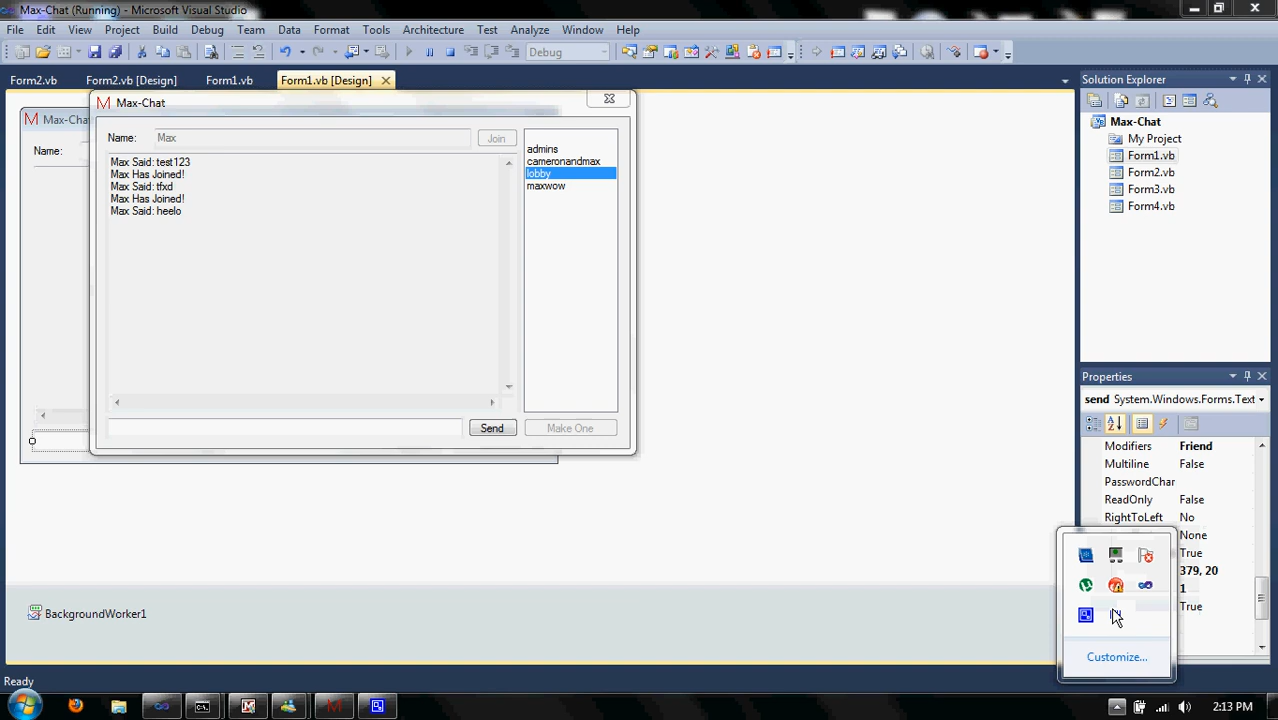 Max-Chat (Running) - Microsoft Visual Studio
File Edit View Project Build Debug Team Data Format Tools Architecture Test Analyze Window Help
Debug
Form2.vb Form2.vb [Design] Form1.vb Form1.vb [Design]
Max-Chat
Name:
Max-Chat
Name: Max Join
Max Said: test123
Max Has Joined!
Max Said: tfxd
Max Has Joined!
Max Said: heelo
admins
cameronandmax
lobby
maxwow
Send Make One
BackgroundWorker1
Solution Explorer
Max-Chat
My Project
Form1.vb
Form2.vb
Form3.vb
Form4.vb
Properties
send System.Windows.Forms.Text
Modifiers Friend
Multiline False
PasswordChar
ReadOnly False
RightToLeft No
None
True
379, 20
1
True
Customize...
Ready
2:13 PM